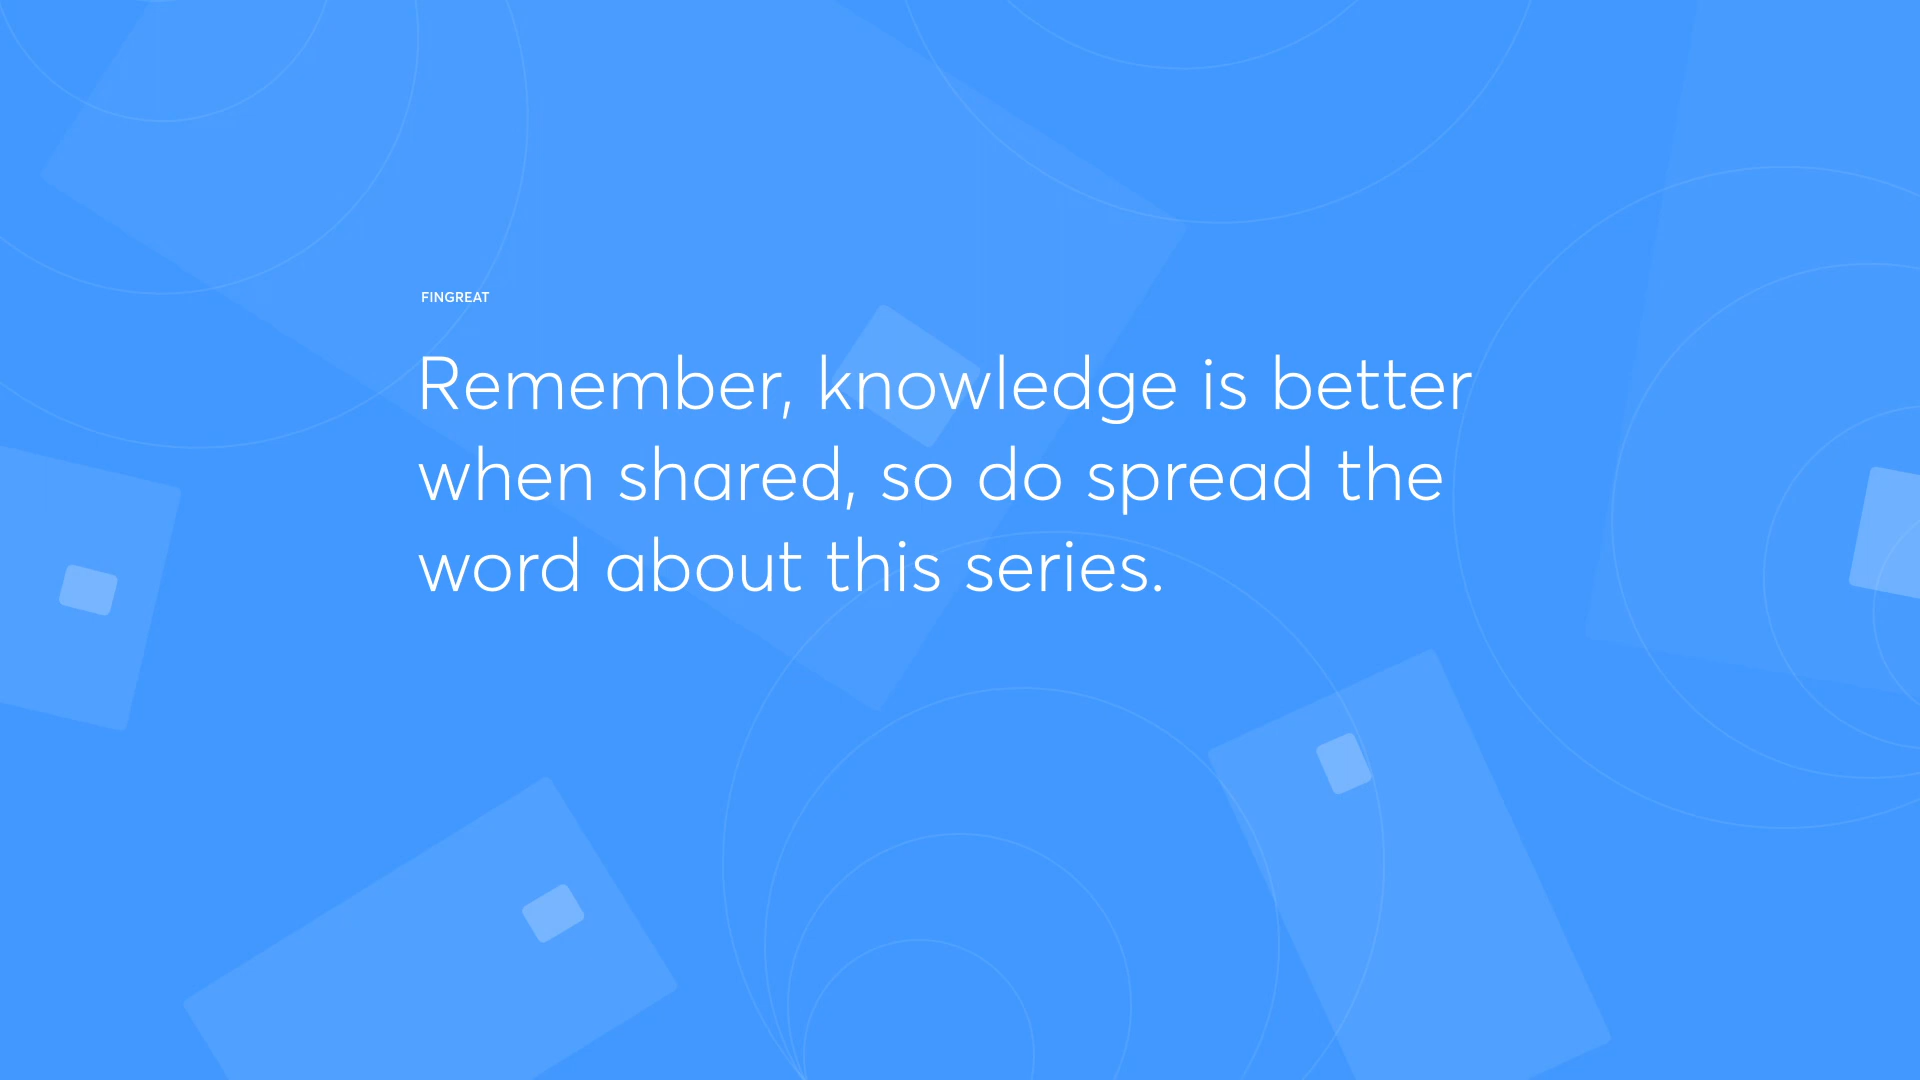 FINGREAT
Remember, knowledge is better
when shared, so do spread the
word about this series.